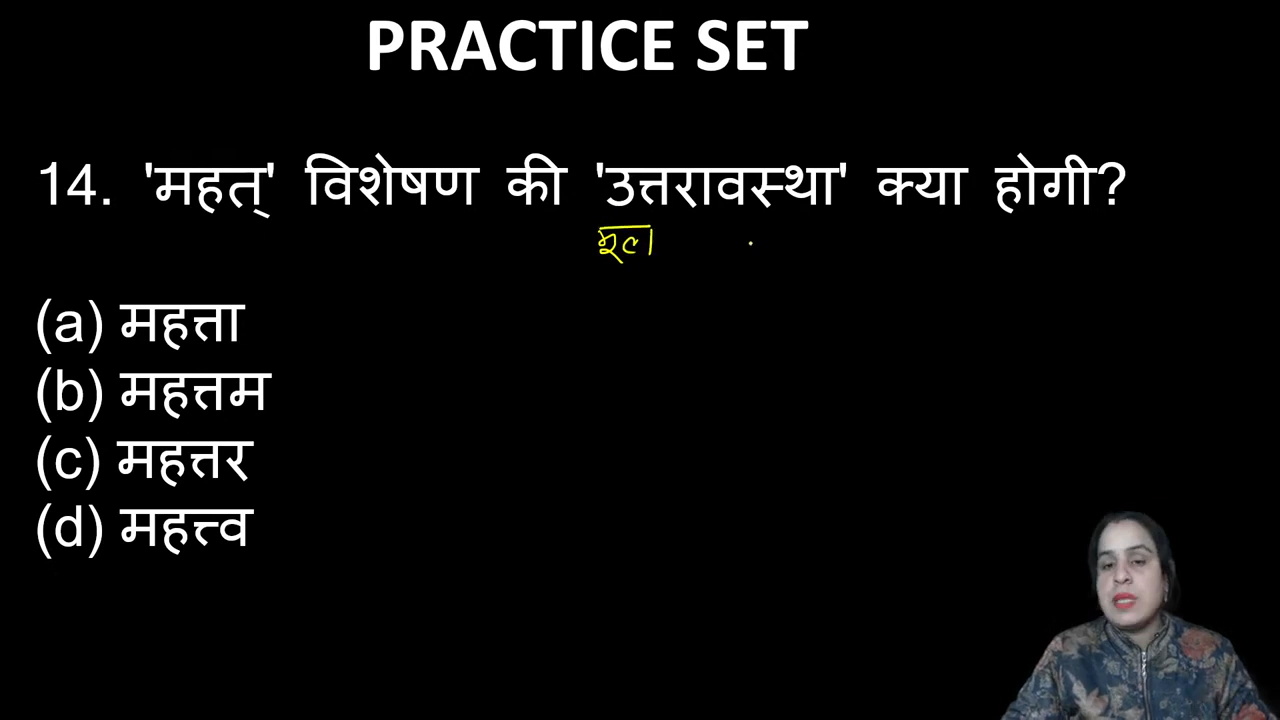 PRACTICE SET
14. 'महत्' विशेषण की 'उत्तरावस्था' क्या होगी?
मूल
(a) महत्ता
(b) महत्तम
(c) महत्तर
(d) महत्त्व